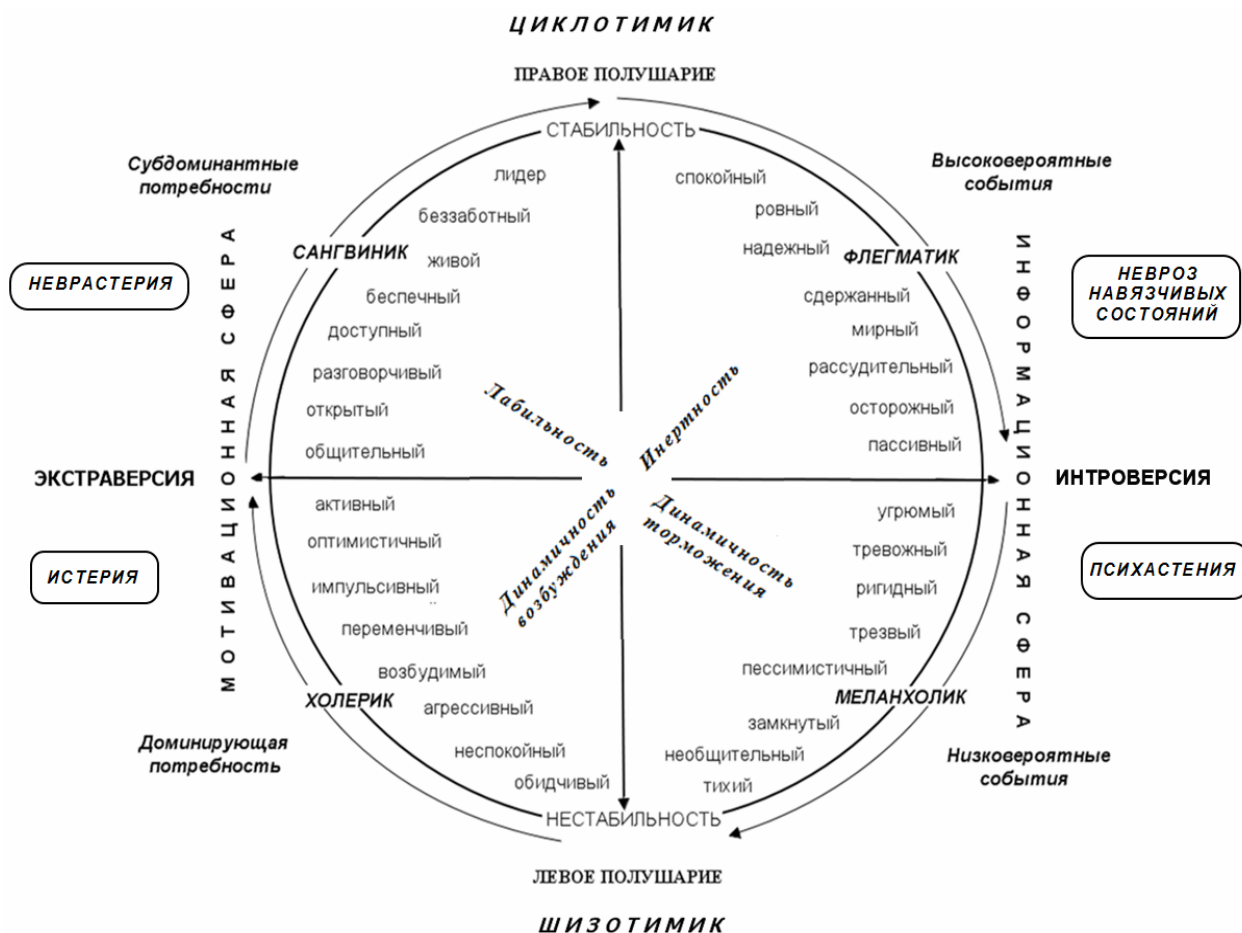 ЦИКЛОТИМИК
ПРАВОЕ ПОЛУШАРИЕ
СТАБИЛЬНОСТЬ
Субдоминантные
потребности
Высоковероятные
события
лидер
беззаботный
живой
беспечный
доступный
разговорчивый
открытый
общительный
спокойный
ровный
надежный
сдержанный
мирный
рассудительный
осторожный
пассивный
САНГВИНИК
ФЛЕГМАТИК
НЕВРАСТЕРИЯ
НЕВРОЗ
НАВЯЗЧИВЫХ
СОСТОЯНИЙ
МОТИВАЦИОННАЯ СФЕРА
ИНФОРМАЦИОННАЯ СФЕРА
Лабильность
Инертность
ЭКСТРАВЕРСИЯ
ИНТРОВЕРСИЯ
Динамичность
возбуждения
Динамичность
торможения
активный
оптимистичный
импульсивный
переменчивый
возбудимый
агрессивный
неспокойный
обидчивый
угрюмый
тревожный
ригидный
трезвый
пессимистичный
замкнутый
необщительный
тихий
ИСТЕРИЯ
ПСИХАСТЕНИЯ
ХОЛЕРИК
МЕЛАНХОЛИК
Доминирующая
потребность
Низковероятные
события
НЕСТАБИЛЬНОСТЬ
ЛЕВОЕ ПОЛУШАРИЕ
ШИЗОТИМИК